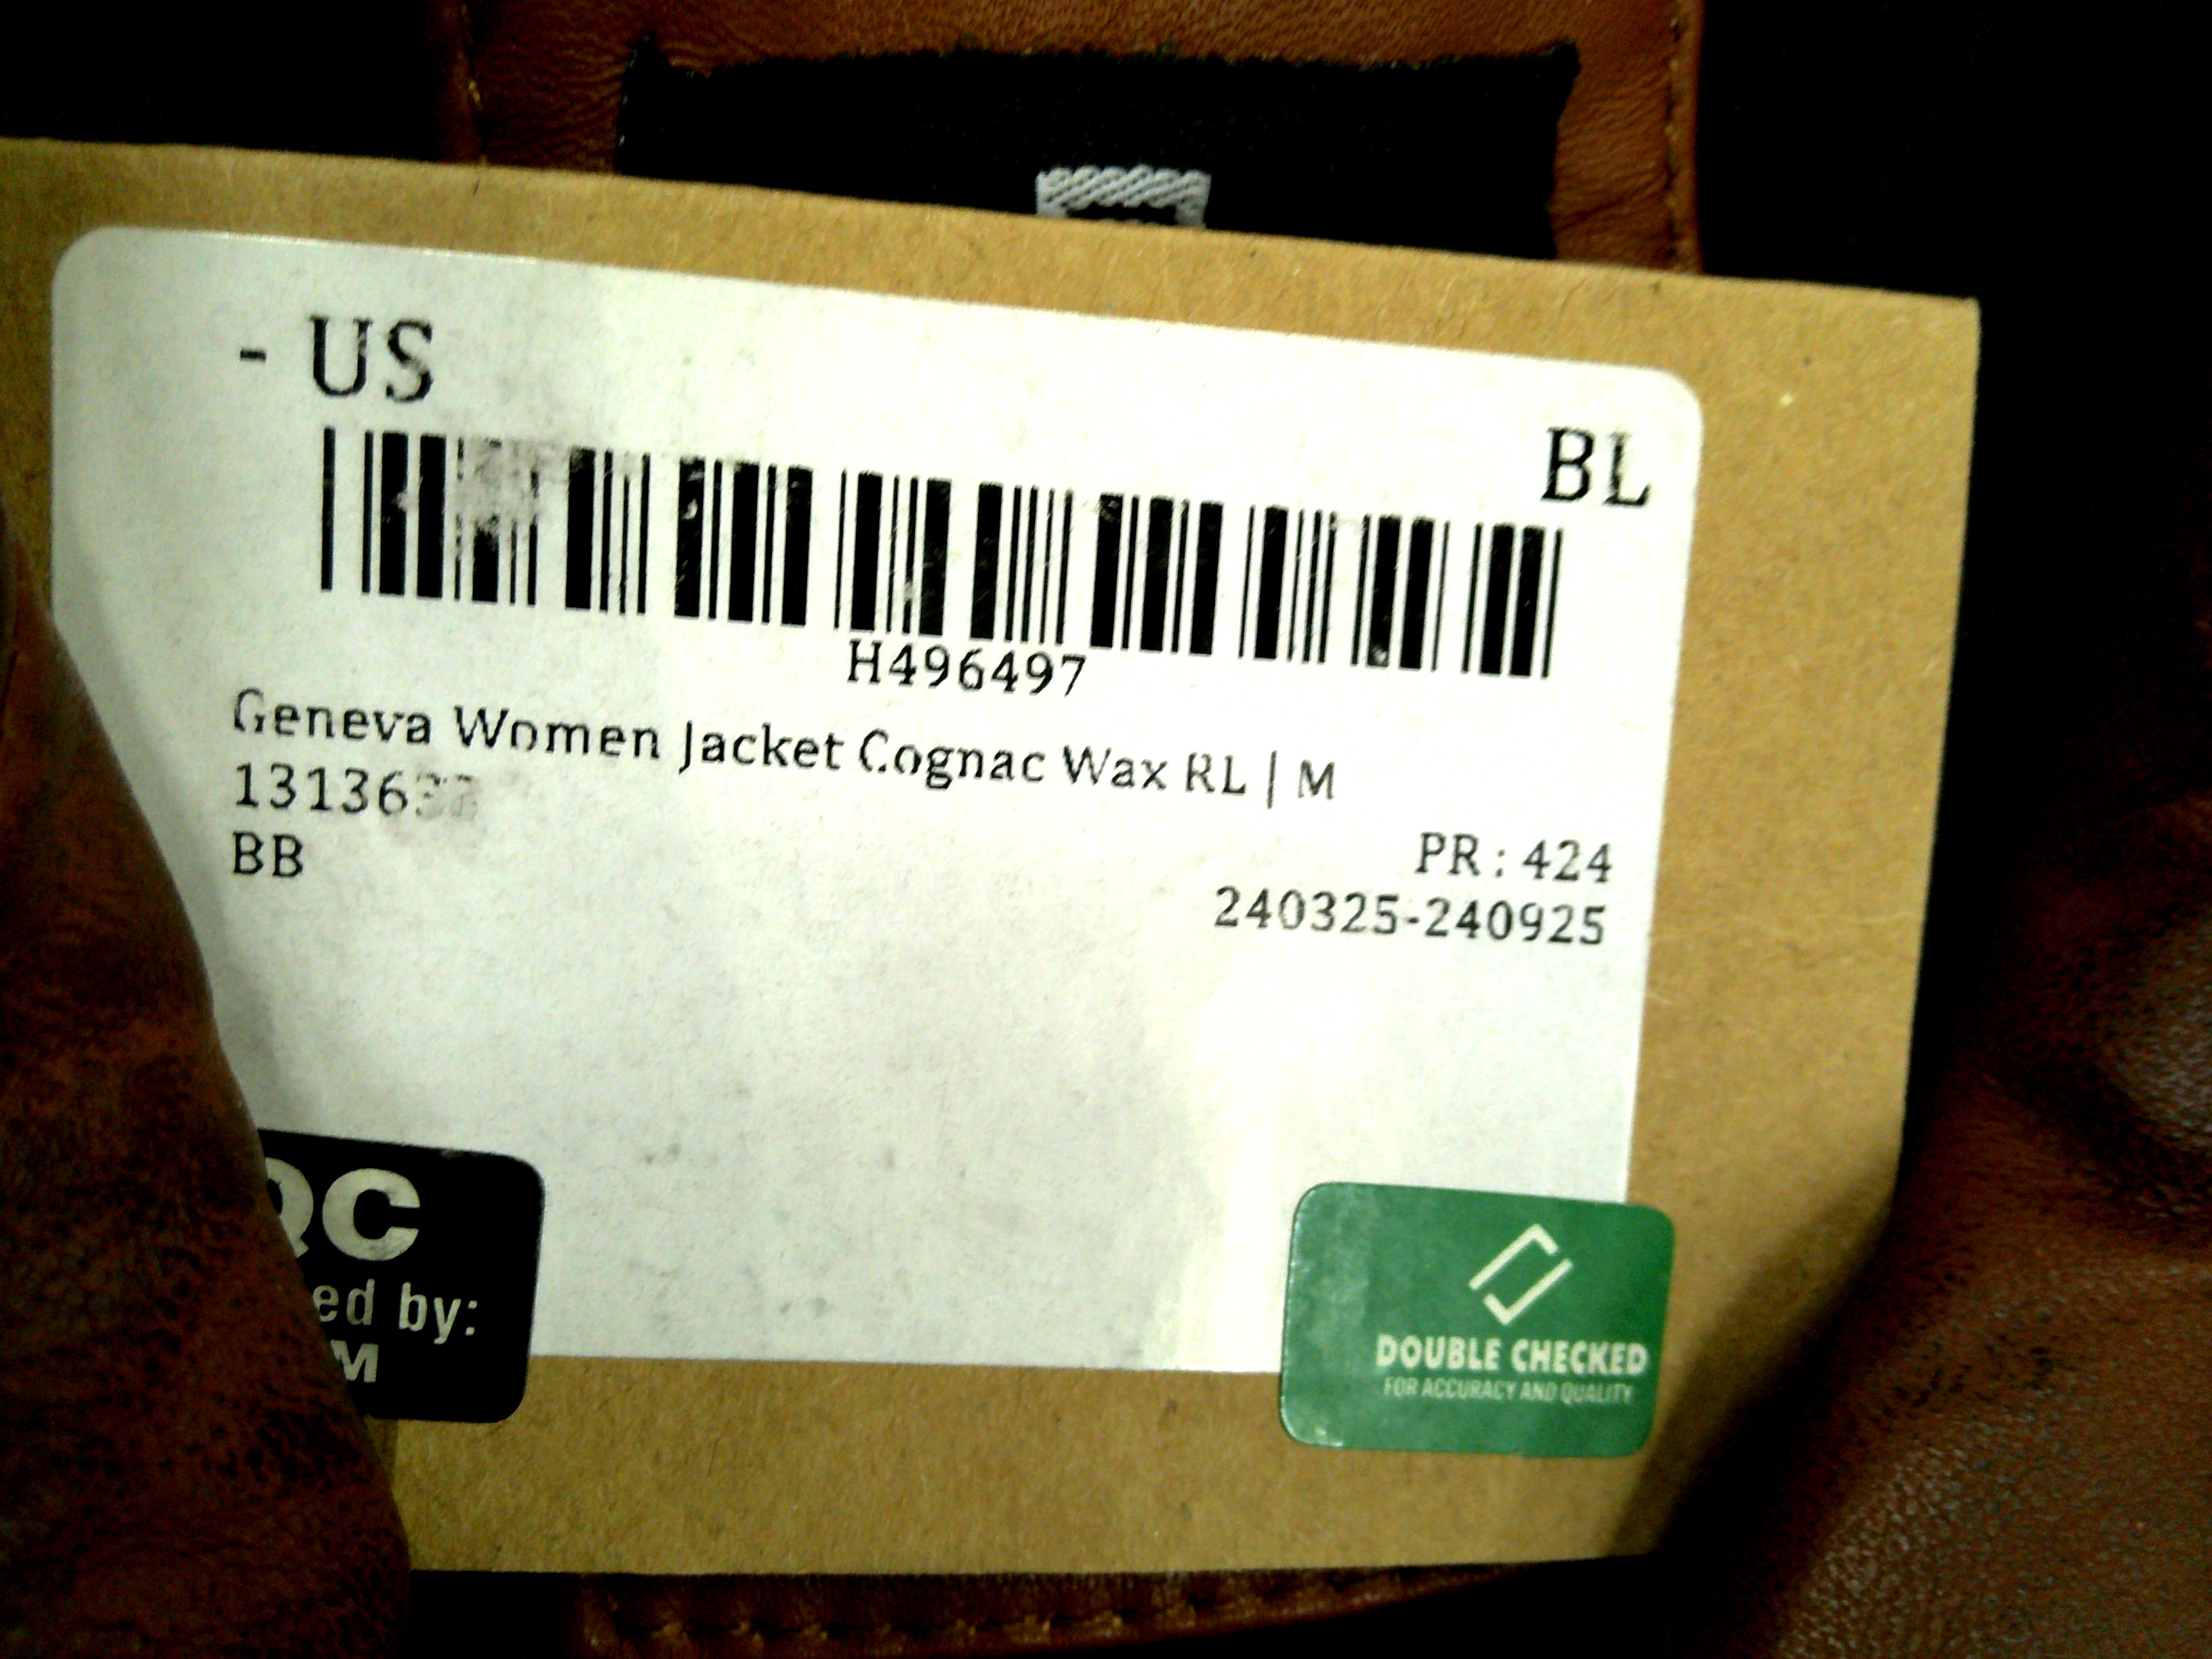 - US
BL
H496497
Geneva Women Jacket Cognac Wax RL | M
BB
PR : 424
240325-240925
QC
by:
DOUBLE CHECKED
FOR ACCURACY AND QUALITY